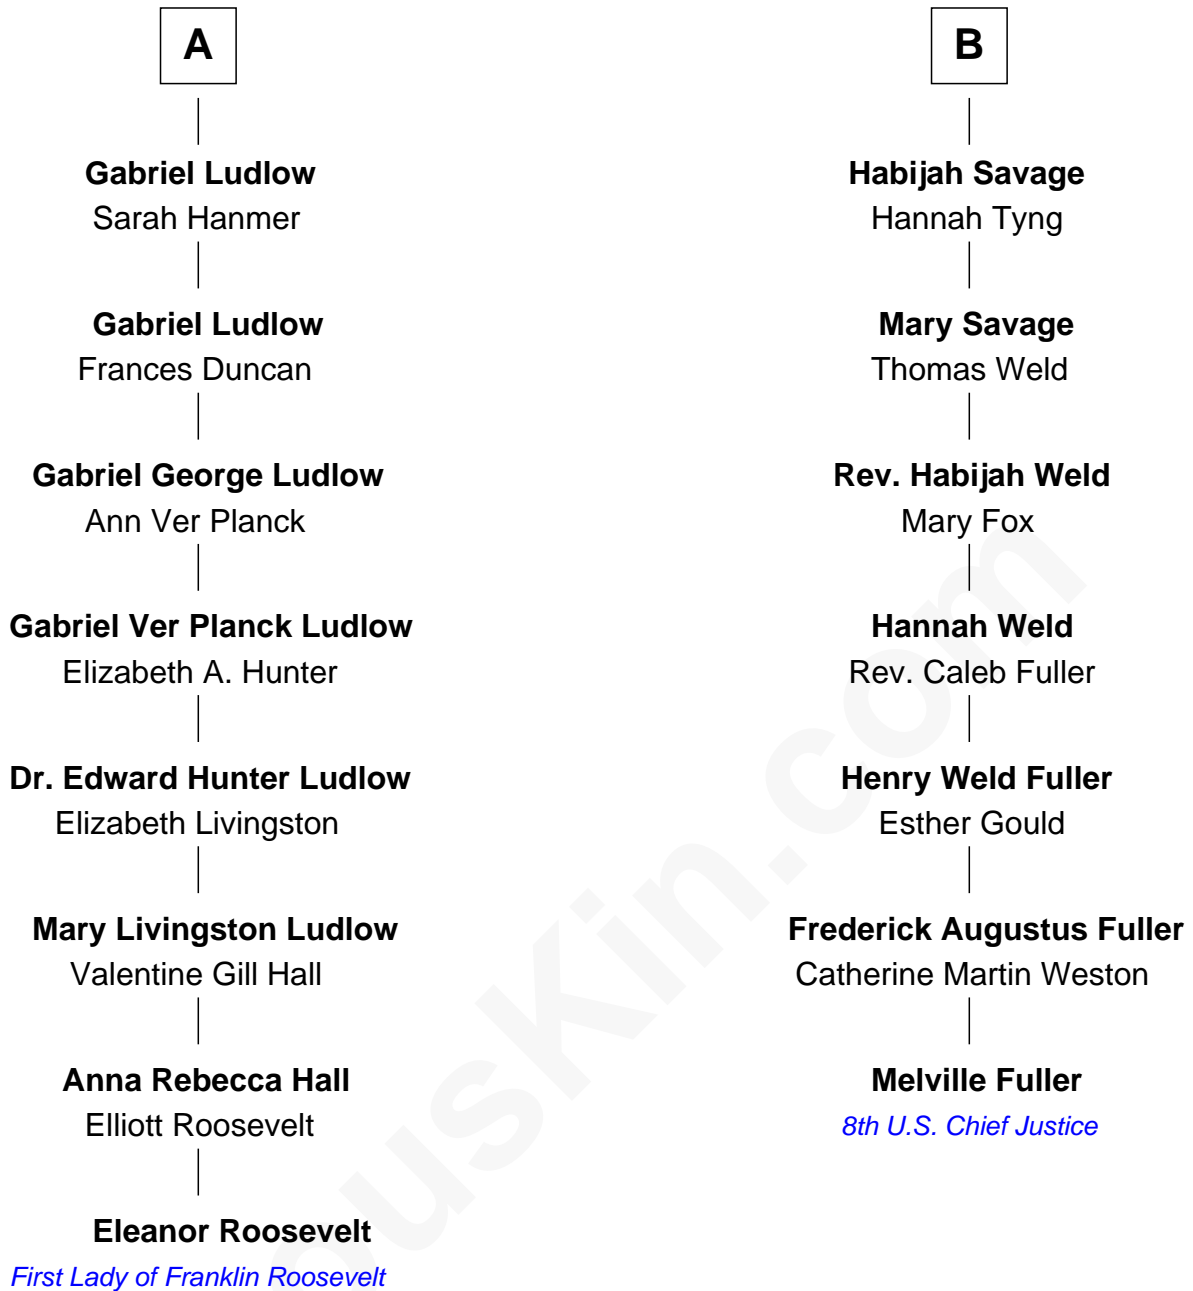 A
Gabriel Ludlow
Sarah Hanmer
Gabriel Ludlow
Frances Duncan
Gabriel George Ludlow
Ann Ver Planck
Gabriel Ver Planck Ludlow
Elizabeth A. Hunter
Dr. Edward Hunter Ludlow
Elizabeth Livingston
Mary Livingston Ludlow
Valentine Gill Hall
Anna Rebecca Hall
Elliott Roosevelt
Eleanor Roosevelt
First Lady of Franklin Roosevelt
B
Habijah Savage
Hannah Tyng
Mary Savage
Thomas Weld
Rev. Habijah Weld
Mary Fox
Hannah Weld
Rev. Caleb Fuller
Henry Weld Fuller
Esther Gould
Frederick Augustus Fuller
Catherine Martin Weston
Melville Fuller
8th U.S. Chief Justice
ousKin.com